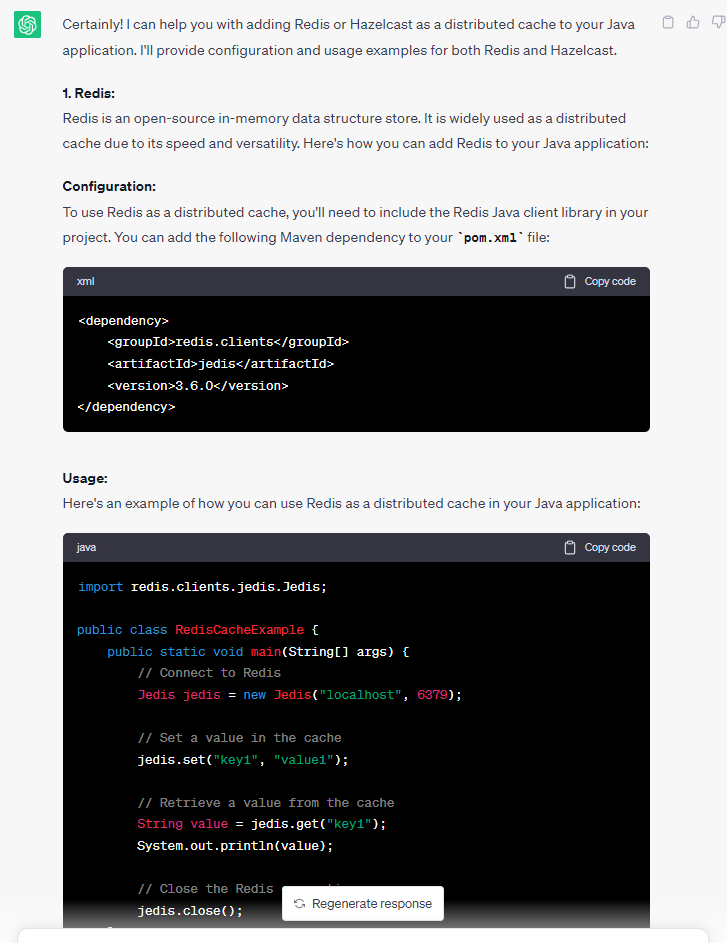 Certainly! I can help you with adding Redis or Hazelcast as a distributed cache to your Java
application. I'll provide configuration and usage examples for both Redis and Hazelcast.
1. Redis:
Redis is an open-source in-memory data structure store. It is widely used as a distributed
cache due to its speed and versatility. Here's how you can add Redis to your Java application:
Configuration:
To use Redis as a distributed cache, you'll need to include the Redis Java client library in your
project. You can add the following Maven dependency to your `pom.xml` file:
xml Copy code
<dependency>
    <groupId>redis.clients</groupId>
    <artifactId>jedis</artifactId>
    <version>3.6.0</version>
</dependency>
Usage:
Here's an example of how you can use Redis as a distributed cache in your Java application:
java Copy code
import redis.clients.jedis.Jedis;
public class RedisCacheExample {
    public static void main(String[] args) {
        // Connect to Redis
        Jedis jedis = new Jedis("localhost", 6379);
        // Set a value in the cache
        jedis.set("key1", "value1");
        // Retrieve a value from the cache
        String value = jedis.get("key1");
        System.out.println(value);
        // Close the Redis
Regenerate response
        jedis.close();